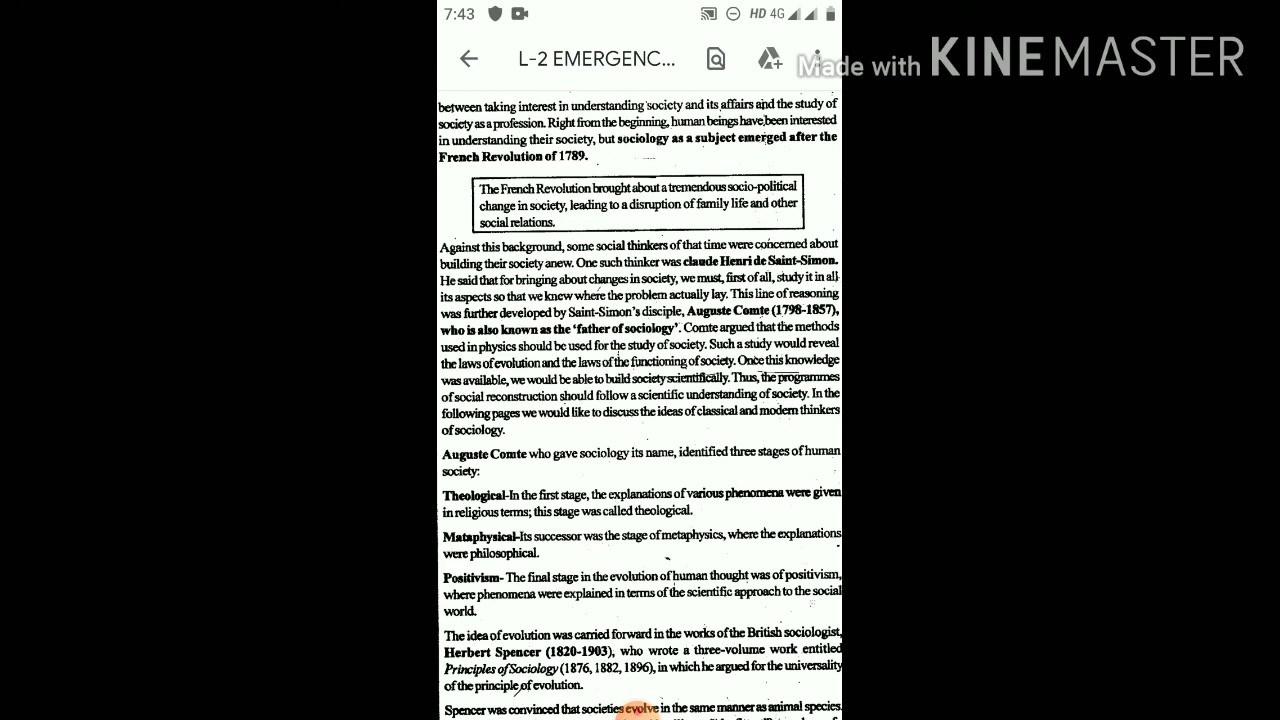 7:43
HD 4G
L-2 EMERGENC...
Made with KINEMASTER
between taking interest in understanding society and its affairs and the study of
society as a profession. Right from the beginning, human beings have been interested
in understanding their society, but sociology as a subject emerged after the
French Revolution of 1789.
The French Revolution brought about a tremendous socio-political
change in society, leading to a disruption of family life and other
social relations.
Against this background, some social thinkers of that time were concerned about
building their society anew. One such thinker was claude Henri de Saint-Simon.
He said that for bringing about changes in society, we must, first of all, study it in all
its aspects so that we knew where the problem actually lay. This line of reasoning
was further developed by Saint-Simon's disciple, Auguste Comte (1798-1857),
who is also known as the 'father of sociology'. Comte argued that the methods
used in physics should be used for the study of society. Such a study would reveal
the laws of evolution and the laws of the functioning of society. Once this knowledge
was available, we would be able to build society scientifically. Thus, the programmes
of social reconstruction should follow a scientific understanding of society. In the
following pages we would like to discuss the ideas of classical and modern thinkers
of sociology.
Auguste Comte who gave sociology its name, identified three stages of human
society:
Theological-In the first stage, the explanations of various phenomena were given
in religious terms; this stage was called theological.
Mataphysical-Its successor was the stage of metaphysics, where the explanations
were philosophical.
Positivism- The final stage in the evolution of human thought was of positivism,
where phenomena were explained in terms of the scientific approach to the social
world.
The idea of evolution was carried forward in the works of the British sociologist,
Herbert Spencer (1820-1903), who wrote a three-volume work entitled
Principles of Sociology (1876, 1882, 1896), in which he argued for the universality
of the principle of evolution.
Spencer was convinced that societies evolve in the same manner as animal species.